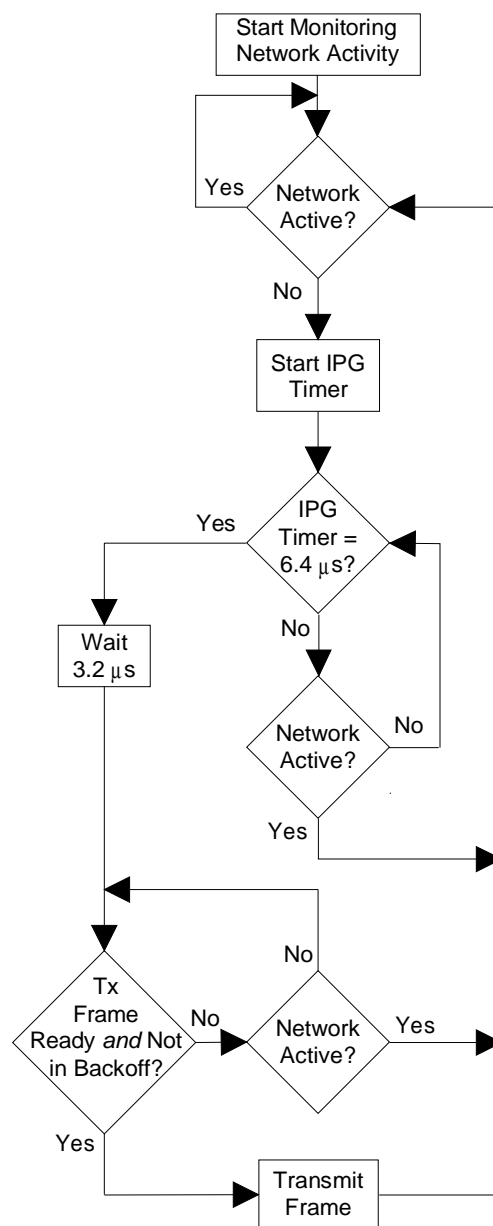 Start Monitoring
Network Activity
Yes
Network
Active?
No
Start IPG
Timer
Yes
IPG
Timer =
6.4 μs?
Wait
3.2 μs
No
Network
Active?
No
Yes
No
Tx
Frame
Ready and Not
in Backoff?
No
Network
Active?
Yes
Yes
Transmit
Frame